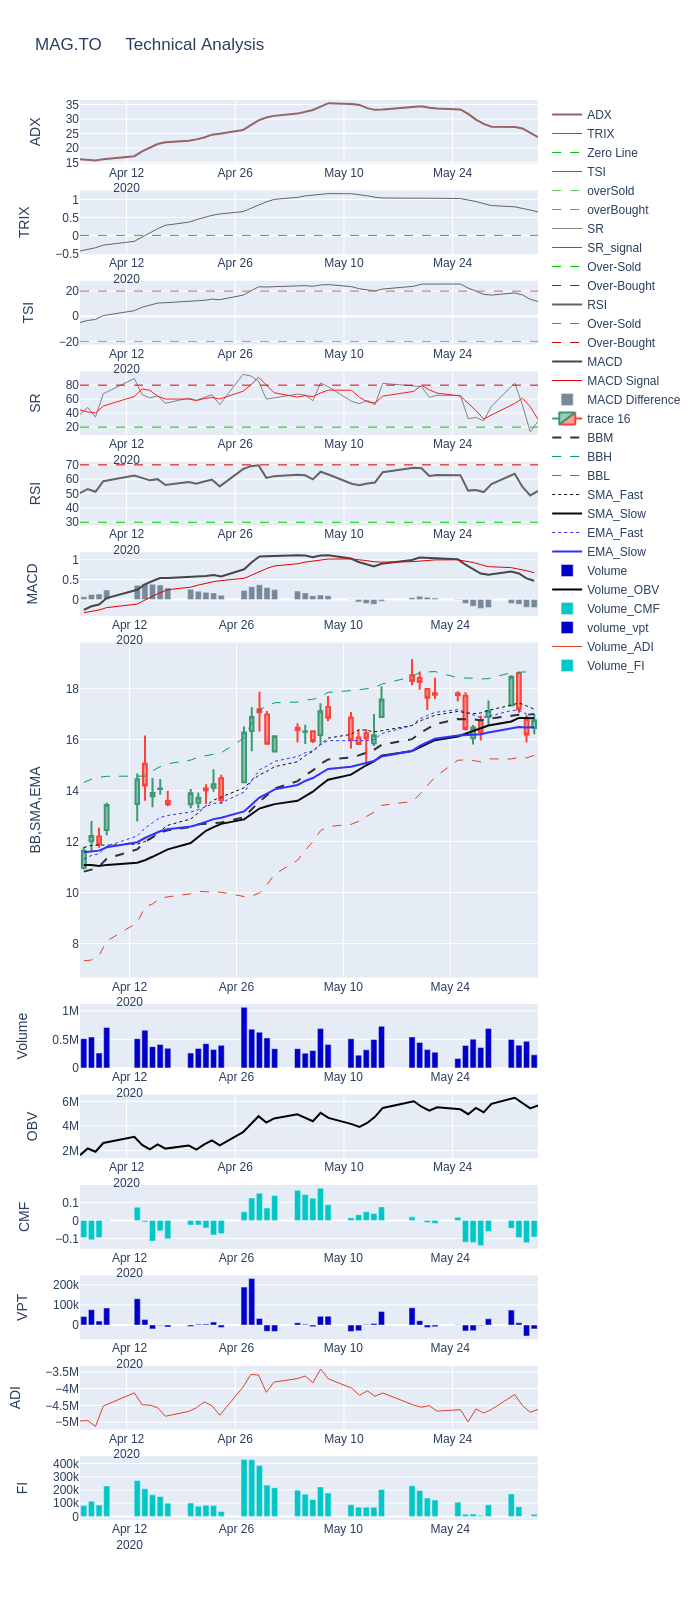 MAG.TO Technical Analysis
ADX
35
30
25
20
15
Apr 12 Apr 26 May 10 May 24
2020
TRIX
1
0.5
0
−0.5
Apr 12 Apr 26 May 10 May 24
2020
TSI
20
0
−20
Apr 12 Apr 26 May 10 May 24
2020
SR
80
60
40
20
Apr 12 Apr 26 May 10 May 24
2020
RSI
70
60
50
40
30
Apr 12 Apr 26 May 10 May 24
2020
MACD
1
0.5
0
Apr 12 Apr 26 May 10 May 24
2020
BB,SMA,EMA
18
16
14
12
10
8
Apr 12 Apr 26 May 10 May 24
2020
Volume
1M
0.5M
0
Apr 12 Apr 26 May 10 May 24
2020
OBV
6M
4M
2M
Apr 12 Apr 26 May 10 May 24
2020
CMF
0.1
0
−0.1
Apr 12 Apr 26 May 10 May 24
2020
VPT
200k
100k
0
Apr 12 Apr 26 May 10 May 24
2020
ADI
−3.5M
−4M
−4.5M
−5M
Apr 12 Apr 26 May 10 May 24
2020
FI
400k
300k
200k
100k
0
Apr 12 Apr 26 May 10 May 24
2020
ADX
TRIX
Zero Line
TSI
overSold
overBought
SR
SR_signal
Over-Sold
Over-Bought
RSI
Over-Sold
Over-Bought
MACD
MACD Signal
MACD Difference
trace 16
BBM
BBH
BBL
SMA_Fast
SMA_Slow
EMA_Fast
EMA_Slow
Volume
Volume_OBV
Volume_CMF
volume_vpt
Volume_ADI
Volume_FI